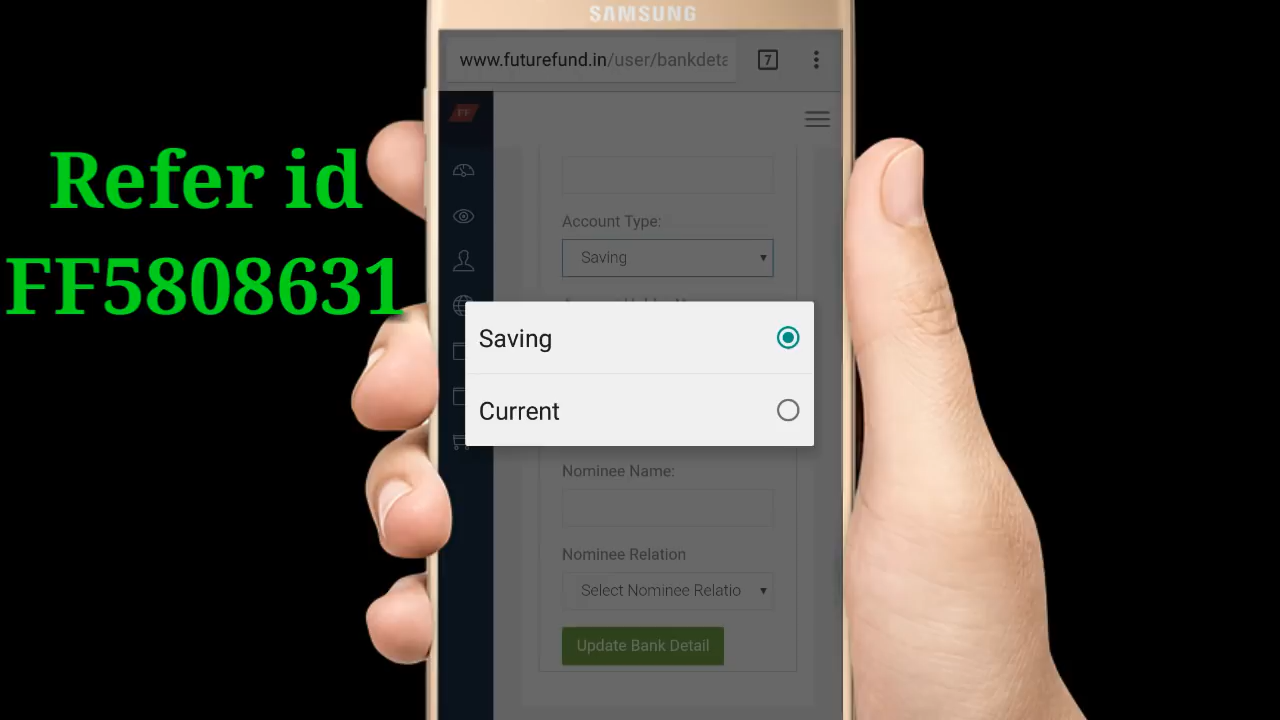 SAMSUNG
www.futurefund.in/user/bankdeta
7
FF
Refer id
FF5808631
Account Type:
Saving
Saving
Current
Nominee Name:
Nominee Relation
Select Nominee Relatio
Update Bank Detail